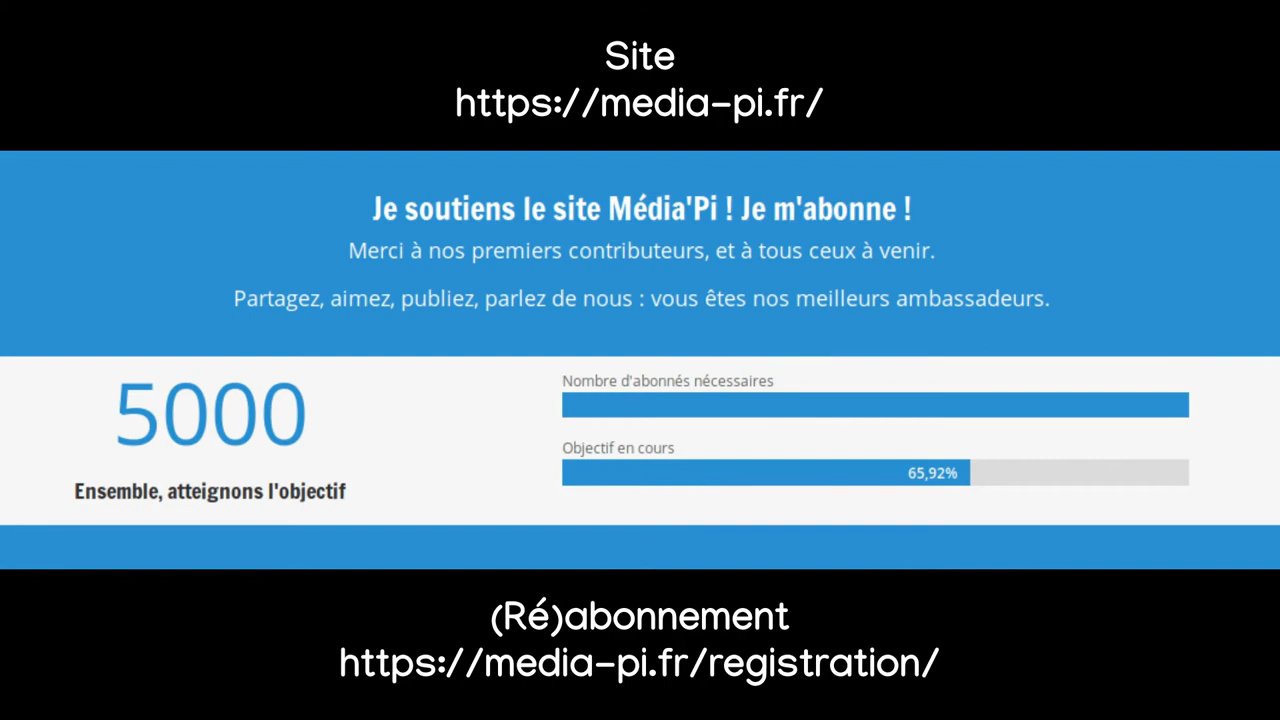 Site
https://media-pi.fr/
Je soutiens le site Média'Pi ! Je m'abonne !
Merci à nos premiers contributeurs, et à tous ceux à venir.
Partagez, aimez, publiez, parlez de nous : vous êtes nos meilleurs ambassadeurs.
5000
Ensemble, atteignons l'objectif
Nombre d'abonnés nécessaires
Objectif en cours
65,92%
(Ré)abonnement
https://media-pi.fr/registration/